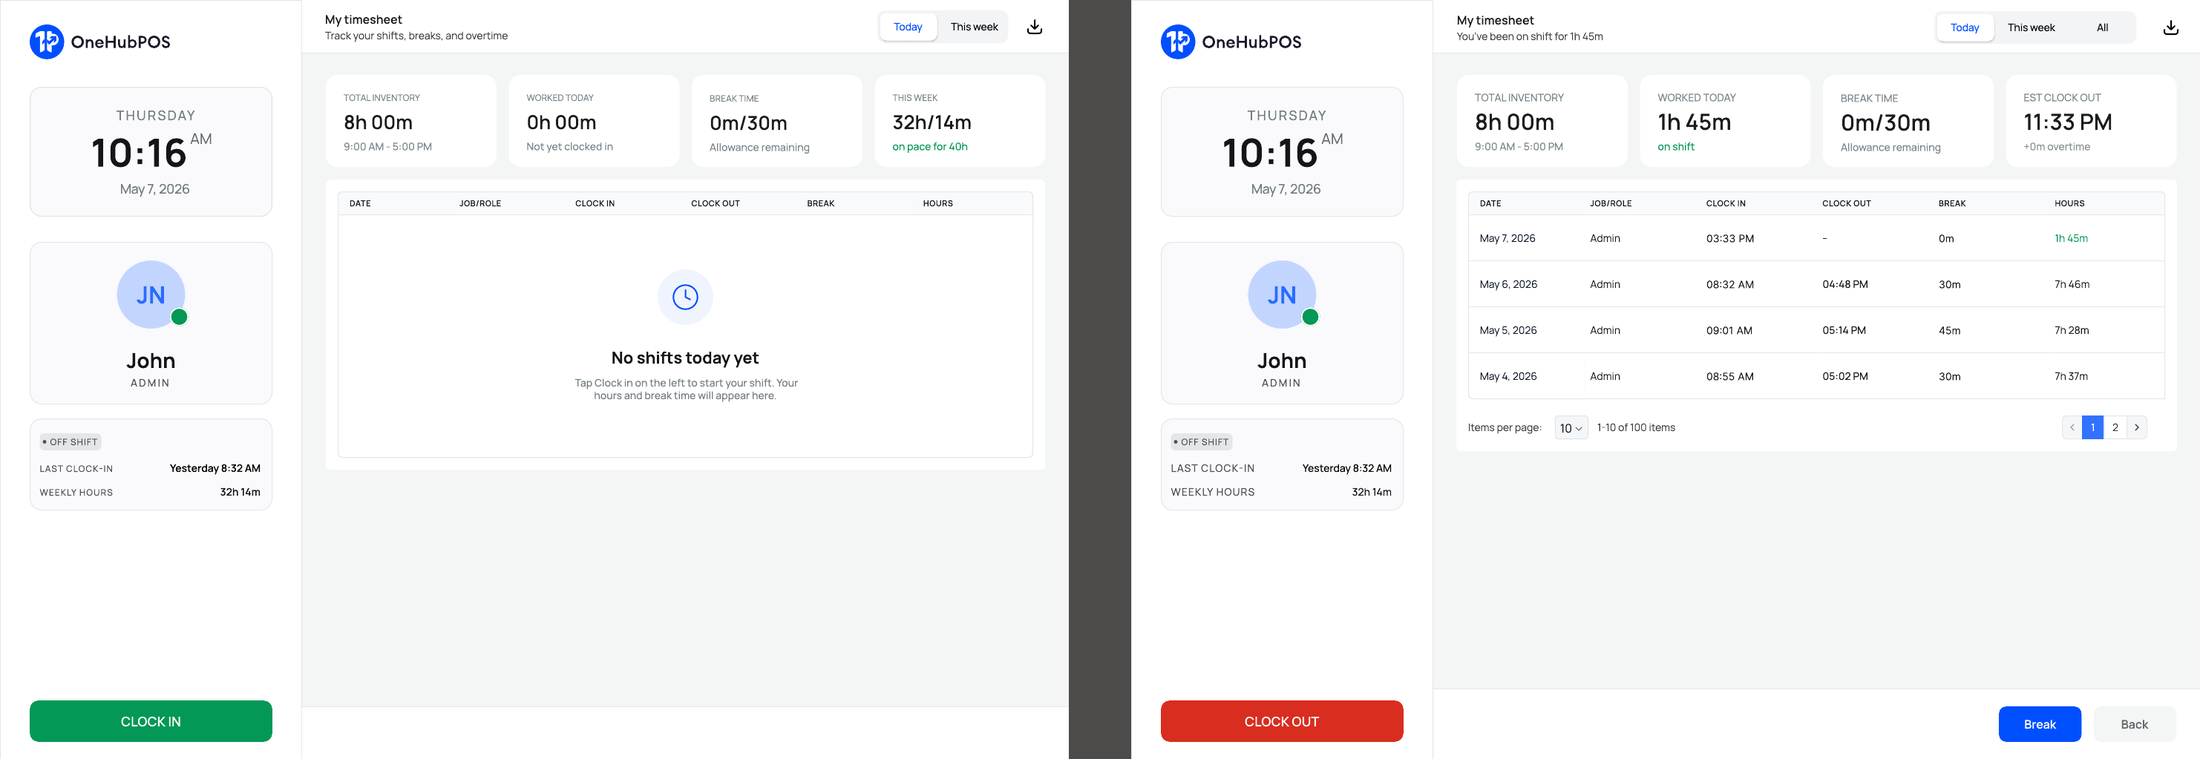 OneHubPOS
THURSDAY
10:16 AM
May 7, 2026
JN
John
ADMIN
• OFF SHIFT
LAST CLOCK-IN Yesterday 8:32 AM
WEEKLY HOURS 32h 14m
CLOCK IN
My timesheet
Track your shifts, breaks, and overtime
Today This week
TOTAL INVENTORY
8h 00m
9:00 AM - 5:00 PM
WORKED TODAY
0h 00m
Not yet clocked in
BREAK TIME
0m/30m
Allowance remaining
THIS WEEK
32h/14m
on pace for 40h
DATE JOB/ROLE CLOCK IN CLOCK OUT BREAK HOURS
No shifts today yet
Tap Clock in on the left to start your shift. Your
hours and break time will appear here.
OneHubPOS
THURSDAY
10:16 AM
May 7, 2026
JN
John
ADMIN
• OFF SHIFT
LAST CLOCK-IN Yesterday 8:32 AM
WEEKLY HOURS 32h 14m
CLOCK OUT
My timesheet
You've been on shift for 1h 45m
Today This week All
TOTAL INVENTORY
8h 00m
9:00 AM - 5:00 PM
WORKED TODAY
1h 45m
on shift
BREAK TIME
0m/30m
Allowance remaining
EST CLOCK OUT
11:33 PM
+0m overtime
DATE JOB/ROLE CLOCK IN CLOCK OUT BREAK HOURS
May 7, 2026 Admin 03:33 PM - 0m 1h 45m
May 6, 2026 Admin 08:32 AM 04:48 PM 30m 7h 46m
May 5, 2026 Admin 09:01 AM 05:14 PM 45m 7h 28m
May 4, 2026 Admin 08:55 AM 05:02 PM 30m 7h 37m
Items per page: 10 1-10 of 100 items 1 2
Break Back